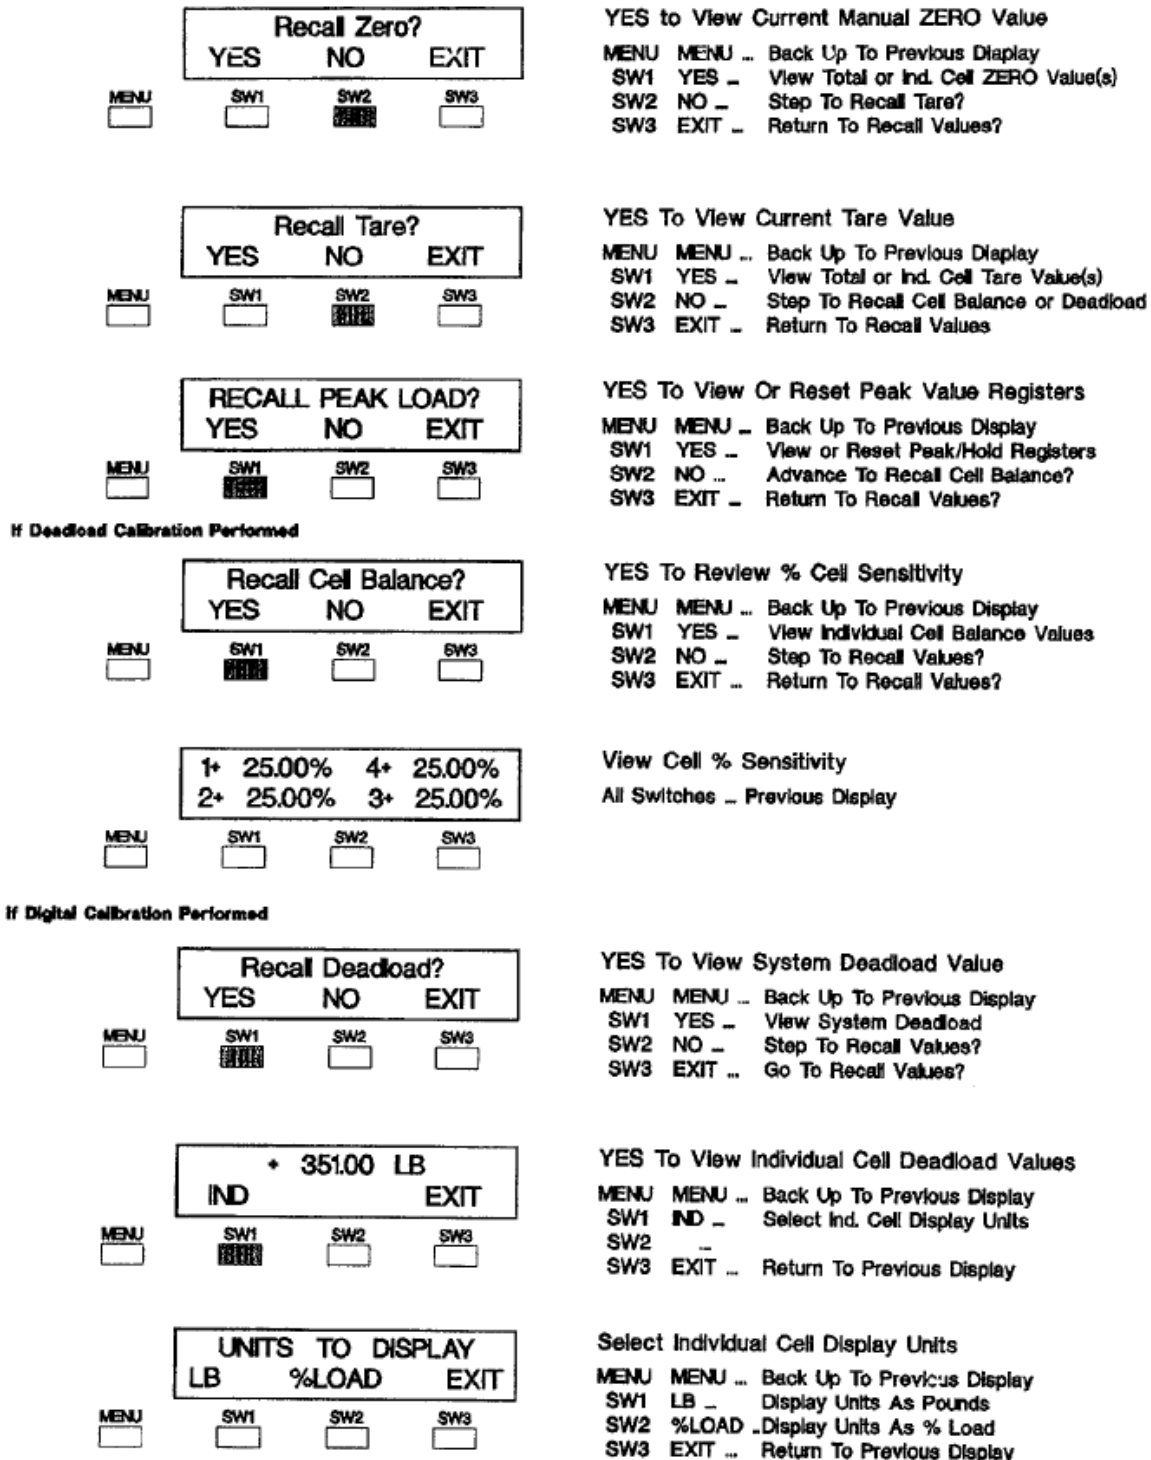 Recall Zero?
YES NO EXIT
MENU SW1 SW2 SW3
YES to View Current Manual ZERO Value
MENU MENU ... Back Up To Previous Display
SW1 YES ... View Total or Ind. Cell ZERO Value(s)
SW2 NO ... Step To Recall Tare?
SW3 EXIT ... Return To Recall Values?
Recall Tare?
YES NO EXIT
MENU SW1 SW2 SW3
YES To View Current Tare Value
MENU MENU ... Back Up To Previous Display
SW1 YES ... View Total or Ind. Cell Tare Value(s)
SW2 NO ... Step To Recall Cell Balance or Deadload
SW3 EXIT ... Return To Recall Values
RECALL PEAK LOAD?
YES NO EXIT
MENU SW1 SW2 SW3
YES To View Or Reset Peak Value Registers
MENU MENU ... Back Up To Previous Display
SW1 YES ... View or Reset Peak/Hold Registers
SW2 NO ... Advance To Recall Cell Balance?
SW3 EXIT ... Return To Recall Values?
If Deadload Calibration Performed
Recall Cell Balance?
YES NO EXIT
MENU SW1 SW2 SW3
YES To Review % Cell Sensitivity
MENU MENU ... Back Up To Previous Display
SW1 YES ... View Individual Cell Balance Values
SW2 NO ... Step To Recall Values?
SW3 EXIT ... Return To Recall Values?
1+ 25.00% 4+ 25.00%
2+ 25.00% 3+ 25.00%
MENU SW1 SW2 SW3
View Cell % Sensitivity
All Switches ... Previous Display
If Digital Calibration Performed
Recall Deadload?
YES NO EXIT
MENU SW1 SW2 SW3
YES To View System Deadload Value
MENU MENU ... Back Up To Previous Display
SW1 YES ... View System Deadload
SW2 NO ... Step To Recall Values?
SW3 EXIT ... Go To Recall Values?
+ 351.00 LB
IND EXIT
MENU SW1 SW2 SW3
YES To View Individual Cell Deadload Values
MENU MENU ... Back Up To Previous Display
SW1 IND ... Select Ind. Cell Display Units
SW2 ...
SW3 EXIT ... Return To Previous Display
UNITS TO DISPLAY
LB %LOAD EXIT
MENU SW1 SW2 SW3
Select Individual Cell Display Units
MENU MENU ... Back Up To Previous Display
SW1 LB ... Display Units As Pounds
SW2 %LOAD ... Display Units As % Load
SW3 EXIT ... Return To Previous Display